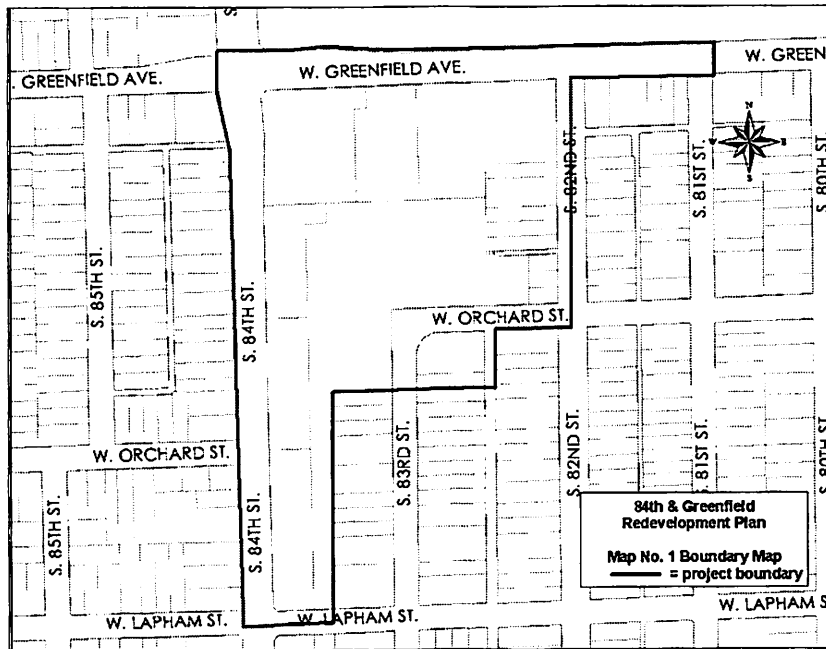 S.
. GREENFIELD AVE.
W. GREENFIELD AVE.
W. GREEN
N
W
S
S. 82ND ST.
S. 81ST ST.
S. 80TH ST.
S. 85TH ST.
S. 84TH ST.
W. ORCHARD ST.
W. ORCHARD ST.
S. 83RD ST.
S. 82ND ST.
S. 81ST ST.
S. 80TH ST.
S. 85TH ST.
S. 84TH ST.
84th & Greenfield
Redevelopment Plan
Map No. 1 Boundary Map
= project boundary
W. LAPHAM ST.
W. LAPHAM ST.
W. LAPHAM S